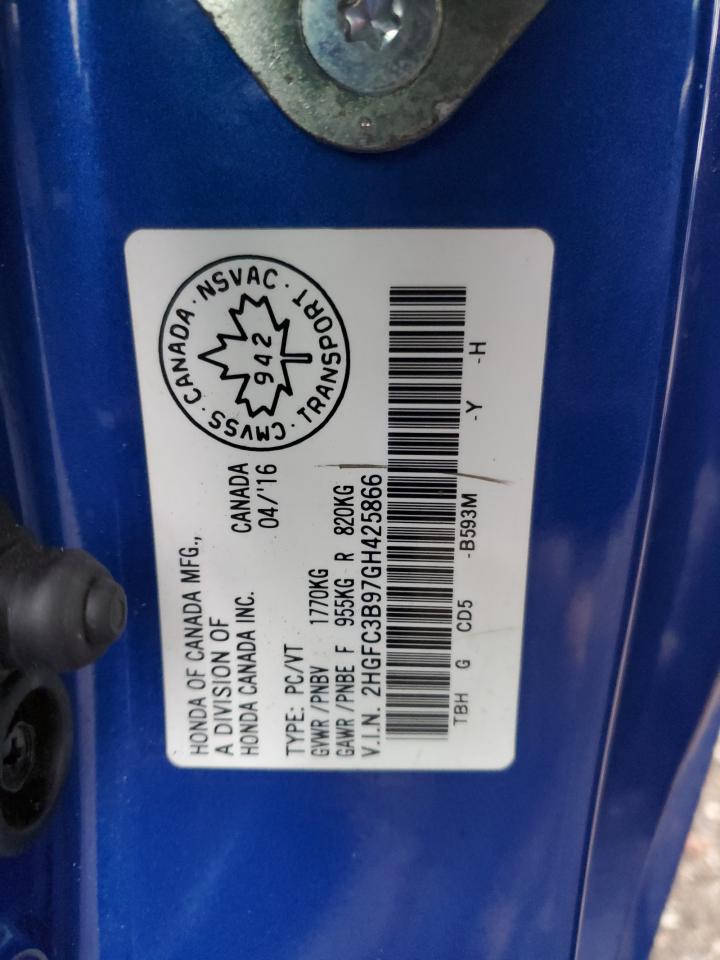 HONDA OF CANADA MFG.,
A DIVISION OF
HONDA CANADA INC.
CANADA
04/'16
CMVSS · CANADA · NSVAC · TRANSPORT ·
942
TYPE: PC/VT
GVWR/PNBV 1770KG
GAWR/PNBE F 955KG R 820KG
V.I.N. 2HGFC3B97GH425866
TBH G CD5 -B593M -Y -H